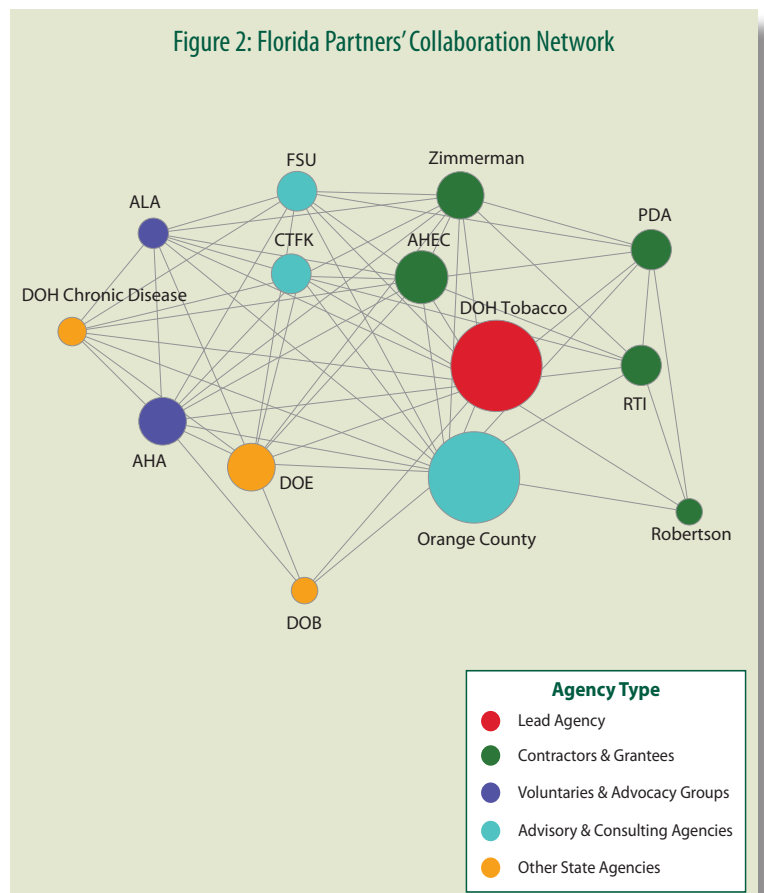 Figure 2: Florida Partners' Collaboration Network
FSU
Zimmerman
ALA
PDA
CTFK
AHEC
DOH Chronic Disease
DOH Tobacco
RTI
AHA
DOE
Orange County
Robertson
DOB
Agency Type
Lead Agency
Contractors & Grantees
Voluntaries & Advocacy Groups
Advisory & Consulting Agencies
Other State Agencies